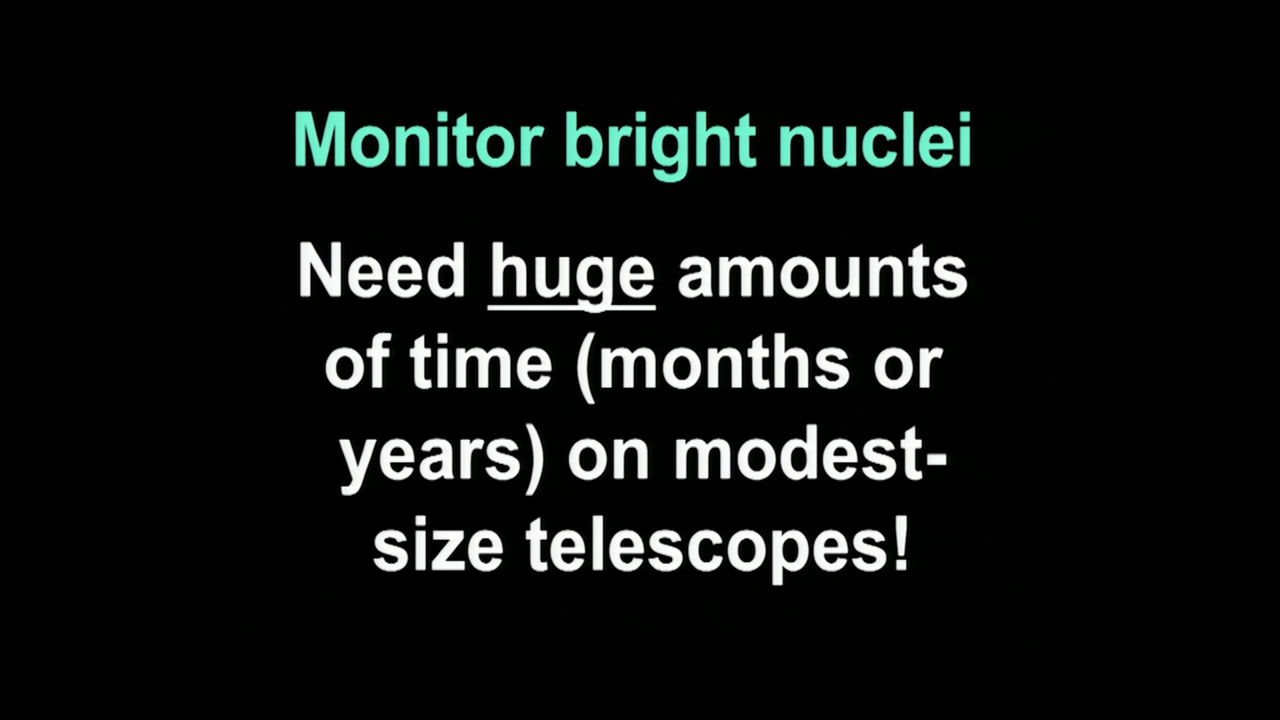 Monitor bright nuclei
Need huge amounts
of time (months or
years) on modest-
size telescopes!